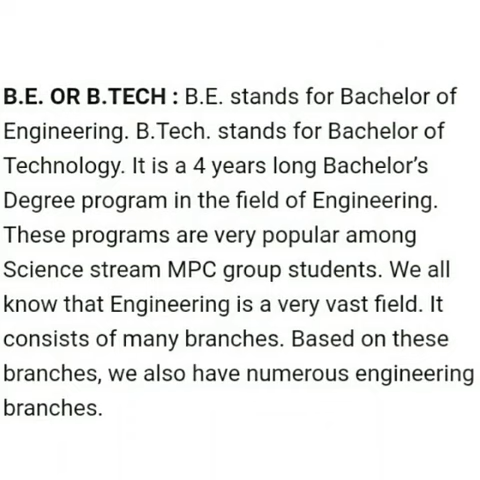 B.E. OR B.TECH : B.E. stands for Bachelor of
Engineering. B.Tech. stands for Bachelor of
Technology. It is a 4 years long Bachelor’s
Degree program in the field of Engineering.
These programs are very popular among
Science stream MPC group students. We all
know that Engineering is a very vast field. It
consists of many branches. Based on these
branches, we also have numerous engineering
branches.